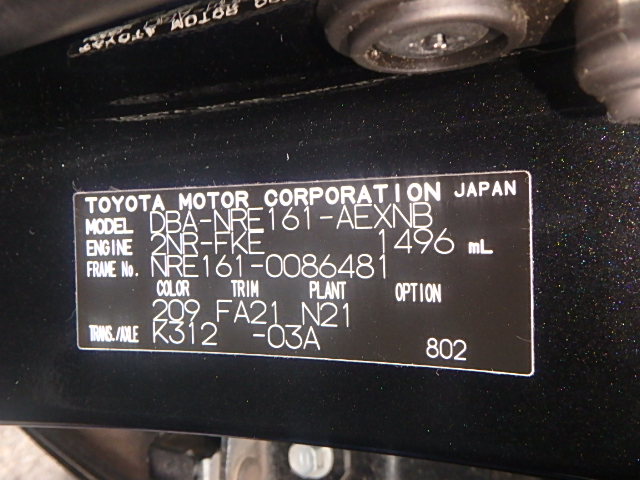 TOYOTA MOTOR CORPORATION JAPAN
MODEL DBA-NRE161-AEXNB
ENGINE 2NR-FKE 1496 mL
FRAME No. NRE161-0086481
COLOR TRIM PLANT OPTION
209 FA21 N21
TRANS./AXLE K312 -03A
802